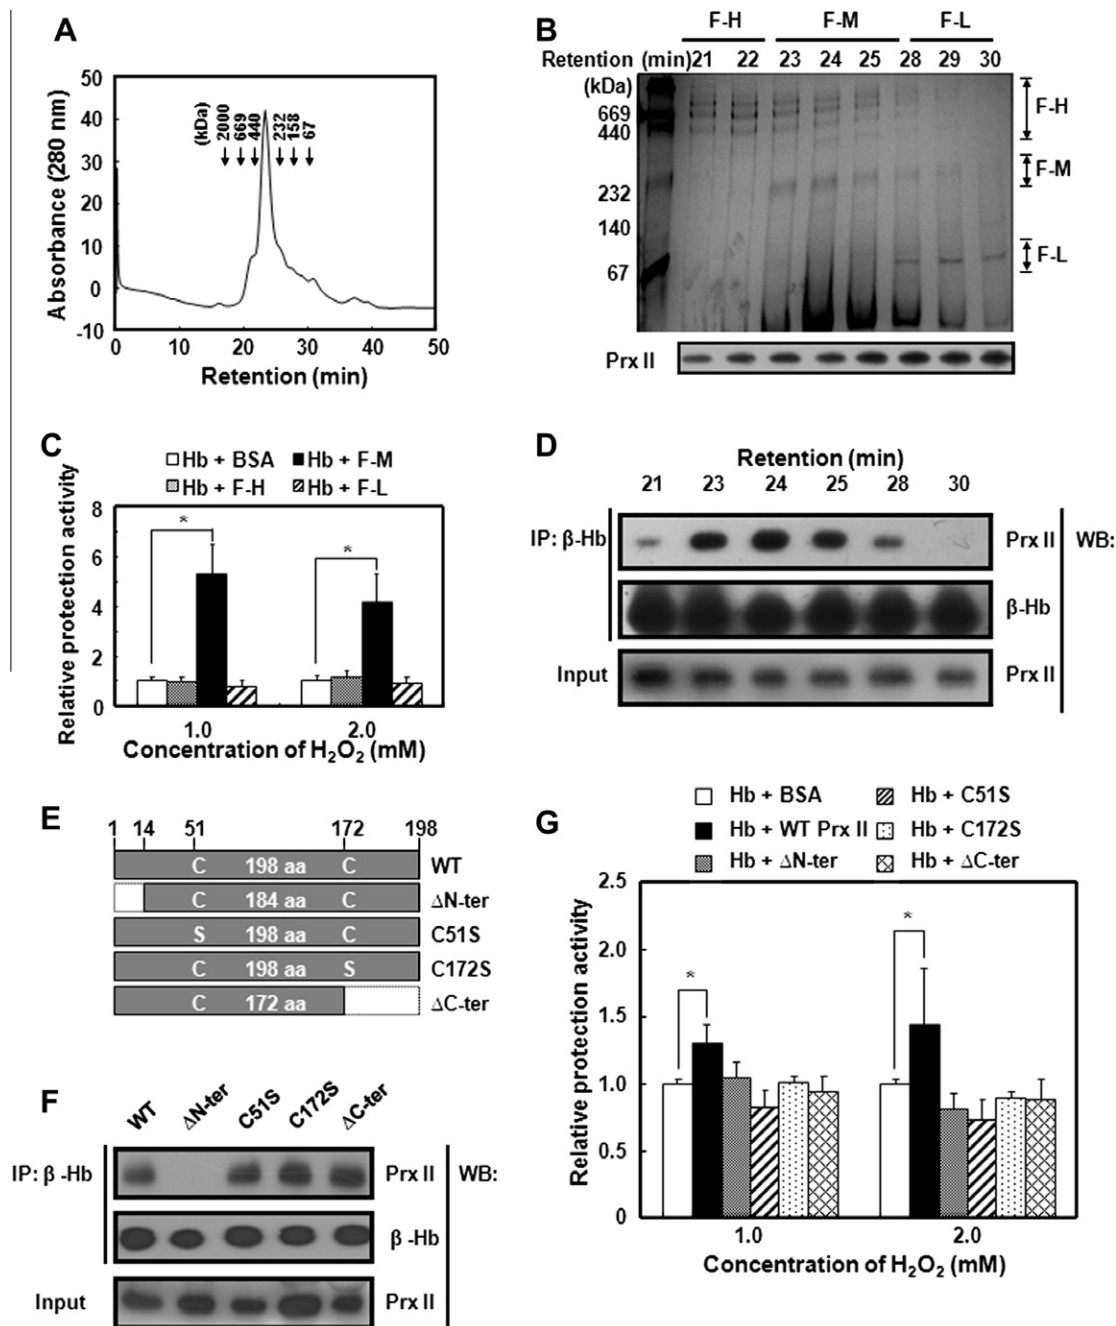 A
Absorbance (280 nm)
50
40
30
20
10
0
-10
(kDa)
2000
669
440
232
158
67
0 10 20 30 40 50
Retention (min)
B
F-H F-M F-L
Retention (min) 21 22 23 24 25 28 29 30
(kDa)
669
440
232
140
67
F-H
F-M
F-L
Prx II
C
Hb + BSA Hb + F-M
Hb + F-H Hb + F-L
Relative protection activity
8
6
4
2
0
* *
1.0 2.0
Concentration of H₂O₂ (mM)
D
Retention (min)
21 23 24 25 28 30
IP: β-Hb Prx II WB:
β-Hb
Input Prx II
E
1 14 51 172 198
C 198 aa C WT
C 184 aa C ΔN-ter
S 198 aa C C51S
C 198 aa S C172S
C 172 aa ΔC-ter
F
WT ΔN-ter C51S C172S ΔC-ter
IP: β -Hb Prx II WB:
β -Hb
Input Prx II
G
Hb + BSA Hb + C51S
Hb + WT Prx II Hb + C172S
Hb + ΔN-ter Hb + ΔC-ter
Relative protection activity
2.5
2.0
1.5
1.0
0.5
0
* *
1.0 2.0
Concentration of H₂O₂ (mM)